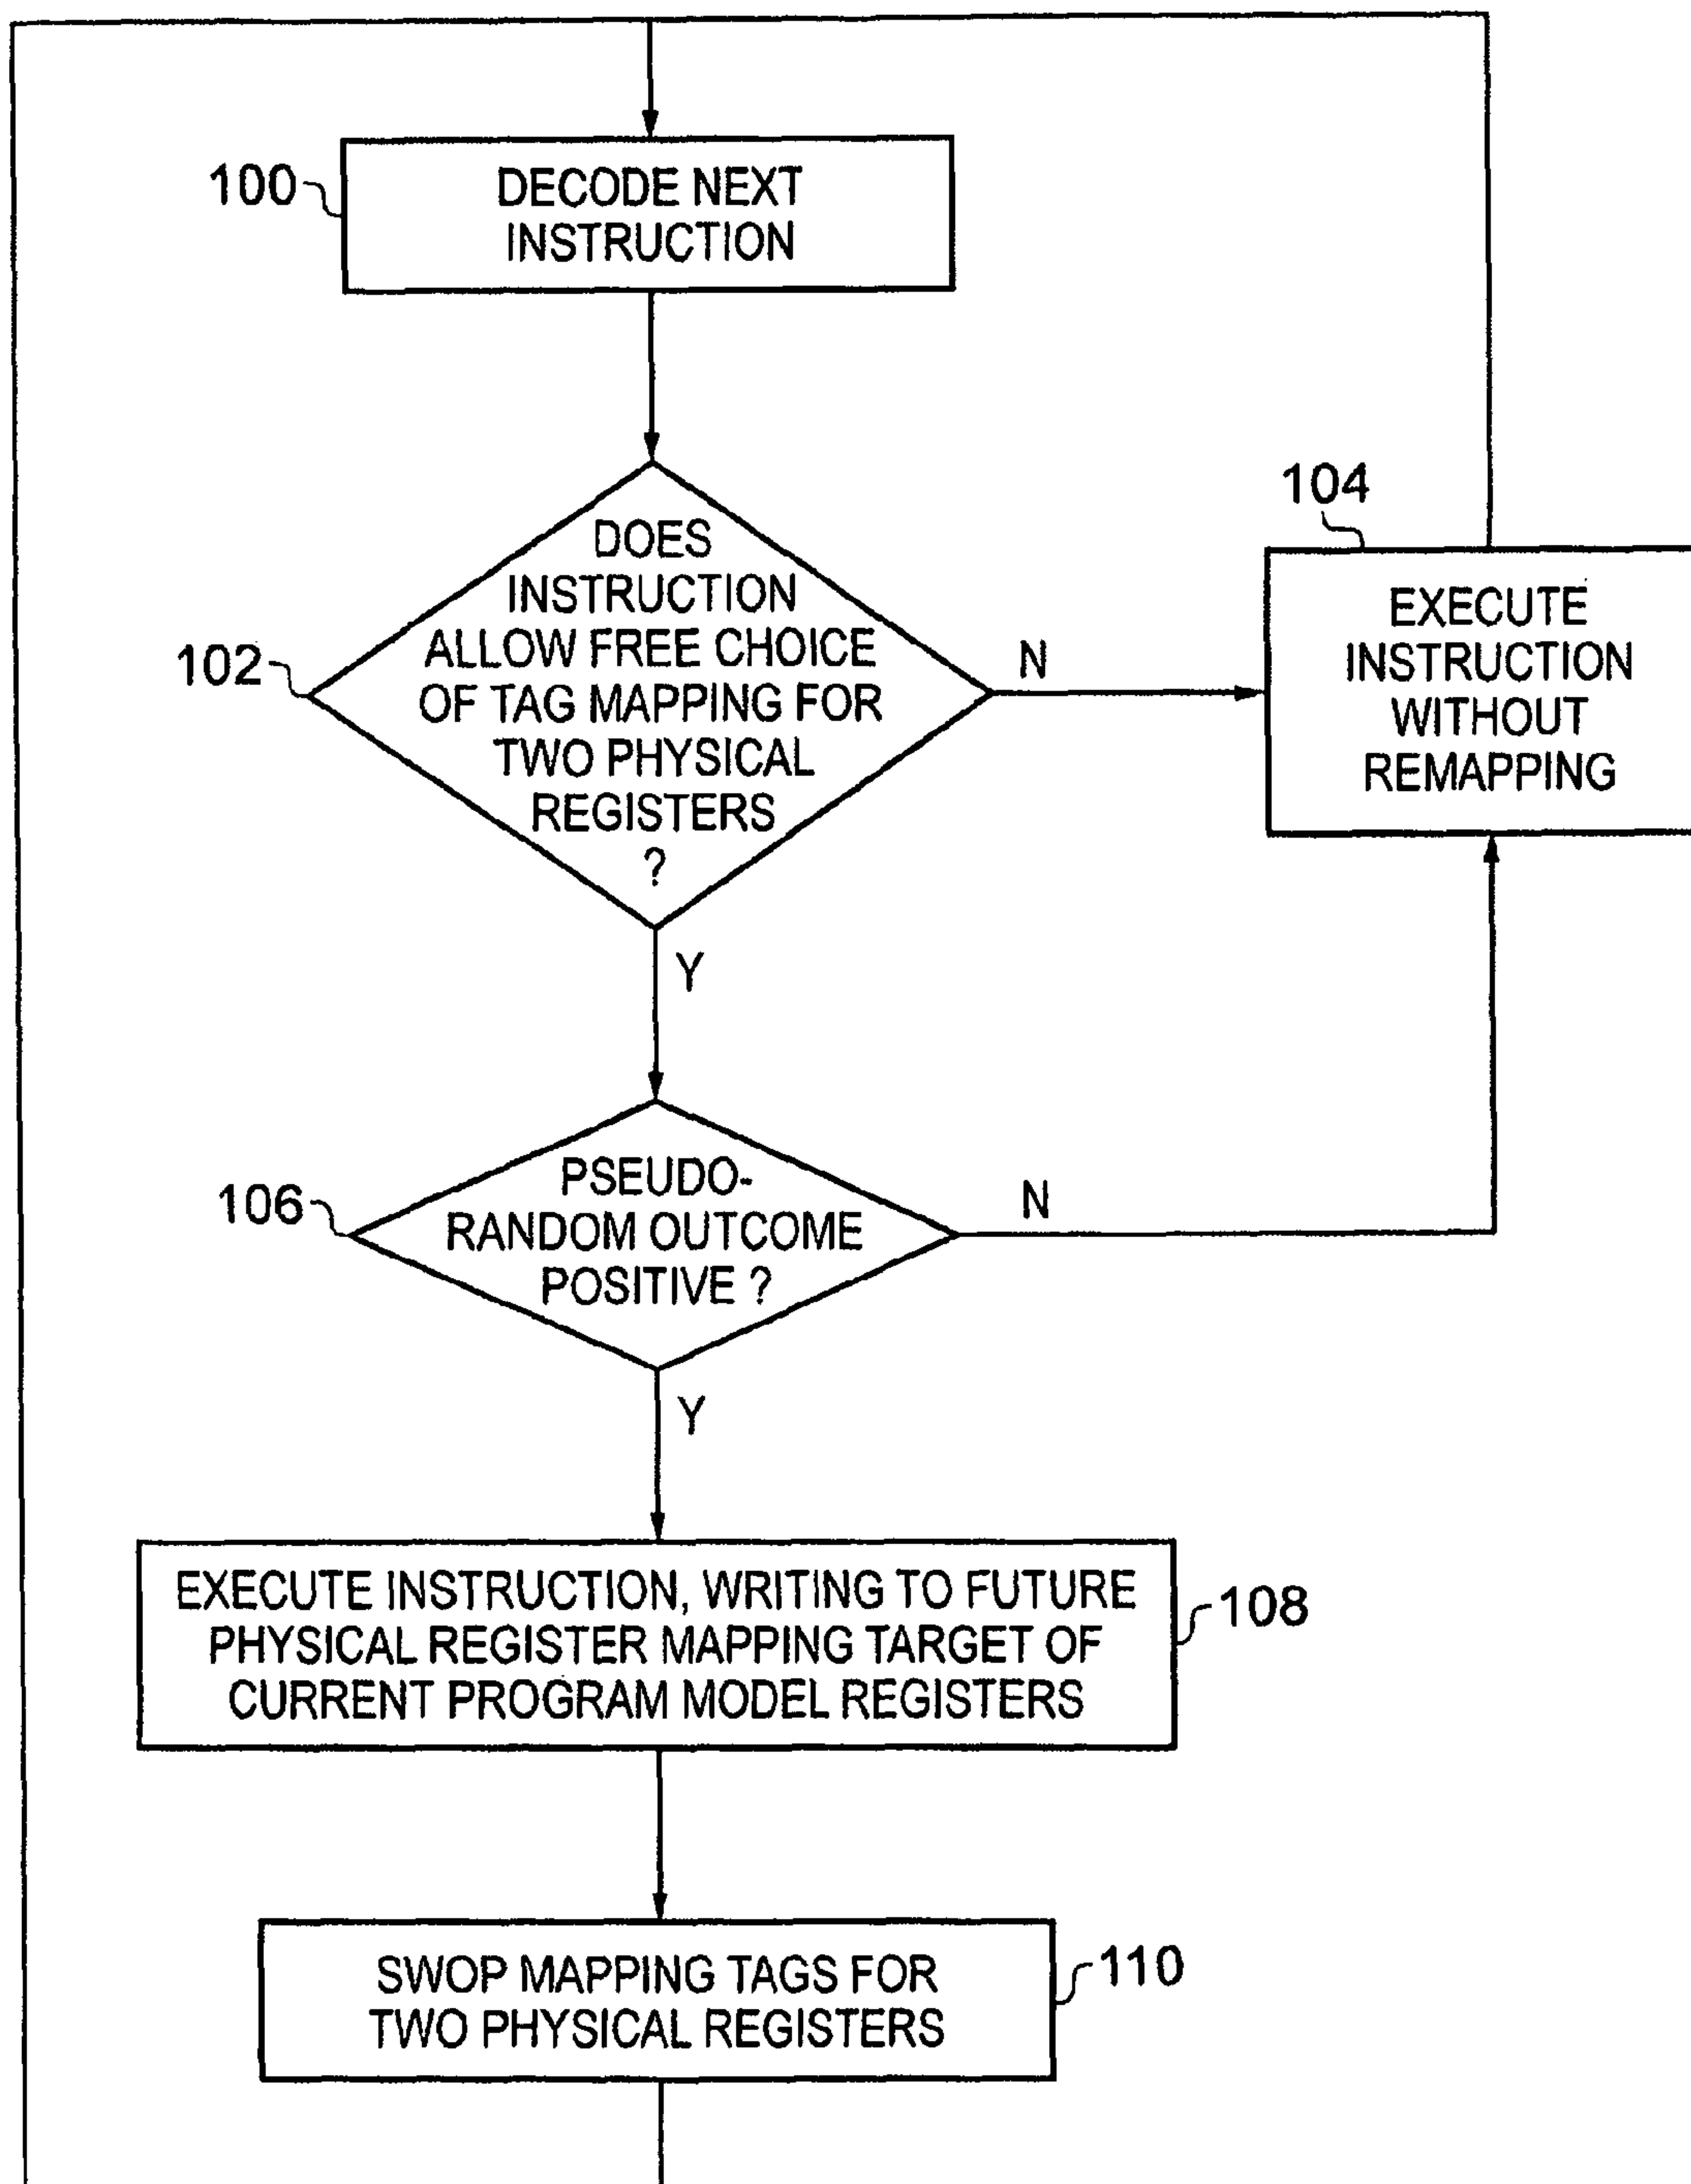 100
DECODE NEXT
INSTRUCTION
104
DOES
INSTRUCTION
ALLOW FREE CHOICE
OF TAG MAPPING FOR
TWO PHYSICAL
REGISTERS
?
102
N
EXECUTE
INSTRUCTION
WITHOUT
REMAPPING
Y
106
PSEUDO-
RANDOM OUTCOME
POSITIVE ?
N
Y
EXECUTE INSTRUCTION, WRITING TO FUTURE
PHYSICAL REGISTER MAPPING TARGET OF
CURRENT PROGRAM MODEL REGISTERS
108
SWOP MAPPING TAGS FOR
TWO PHYSICAL REGISTERS
110